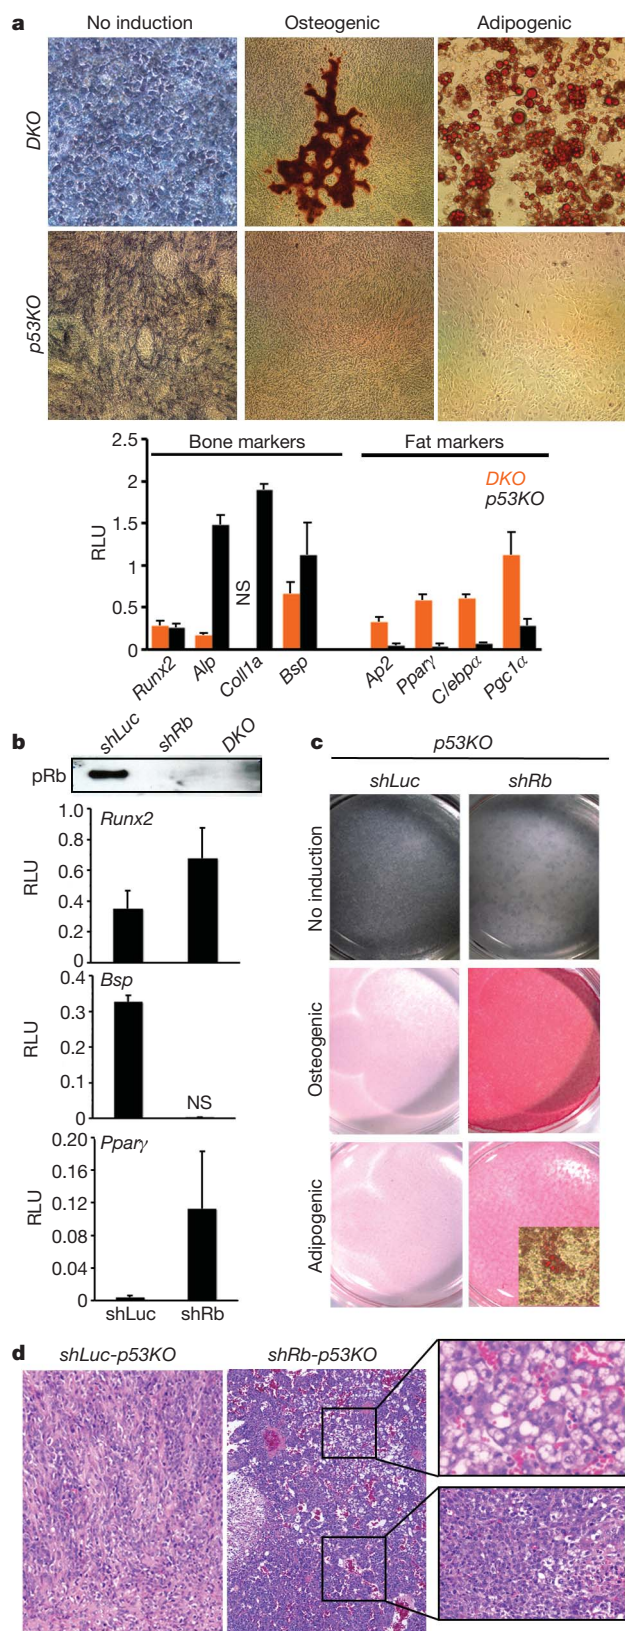 a
No induction Osteogenic Adipogenic
DKO
p53KO
2.5
2
1.5
1
0.5
0
RLU
Bone markers Fat markers
DKO
p53KO
NS
Runx2 Alp Coll1a Bsp Ap2 Pparγ C/ebpα Pgc1α
b
shLuc shRb DKO
pRb
Runx2
RLU
1.0
0.8
0.6
0.4
0.2
0
Bsp
RLU
0.4
0.3
0.2
0.1
0
NS
Pparγ
RLU
0.20
0.16
0.12
0.08
0.04
0
shLuc shRb
c
p53KO
shLuc shRb
No induction
Osteogenic
Adipogenic
d
shLuc-p53KO shRb-p53KO